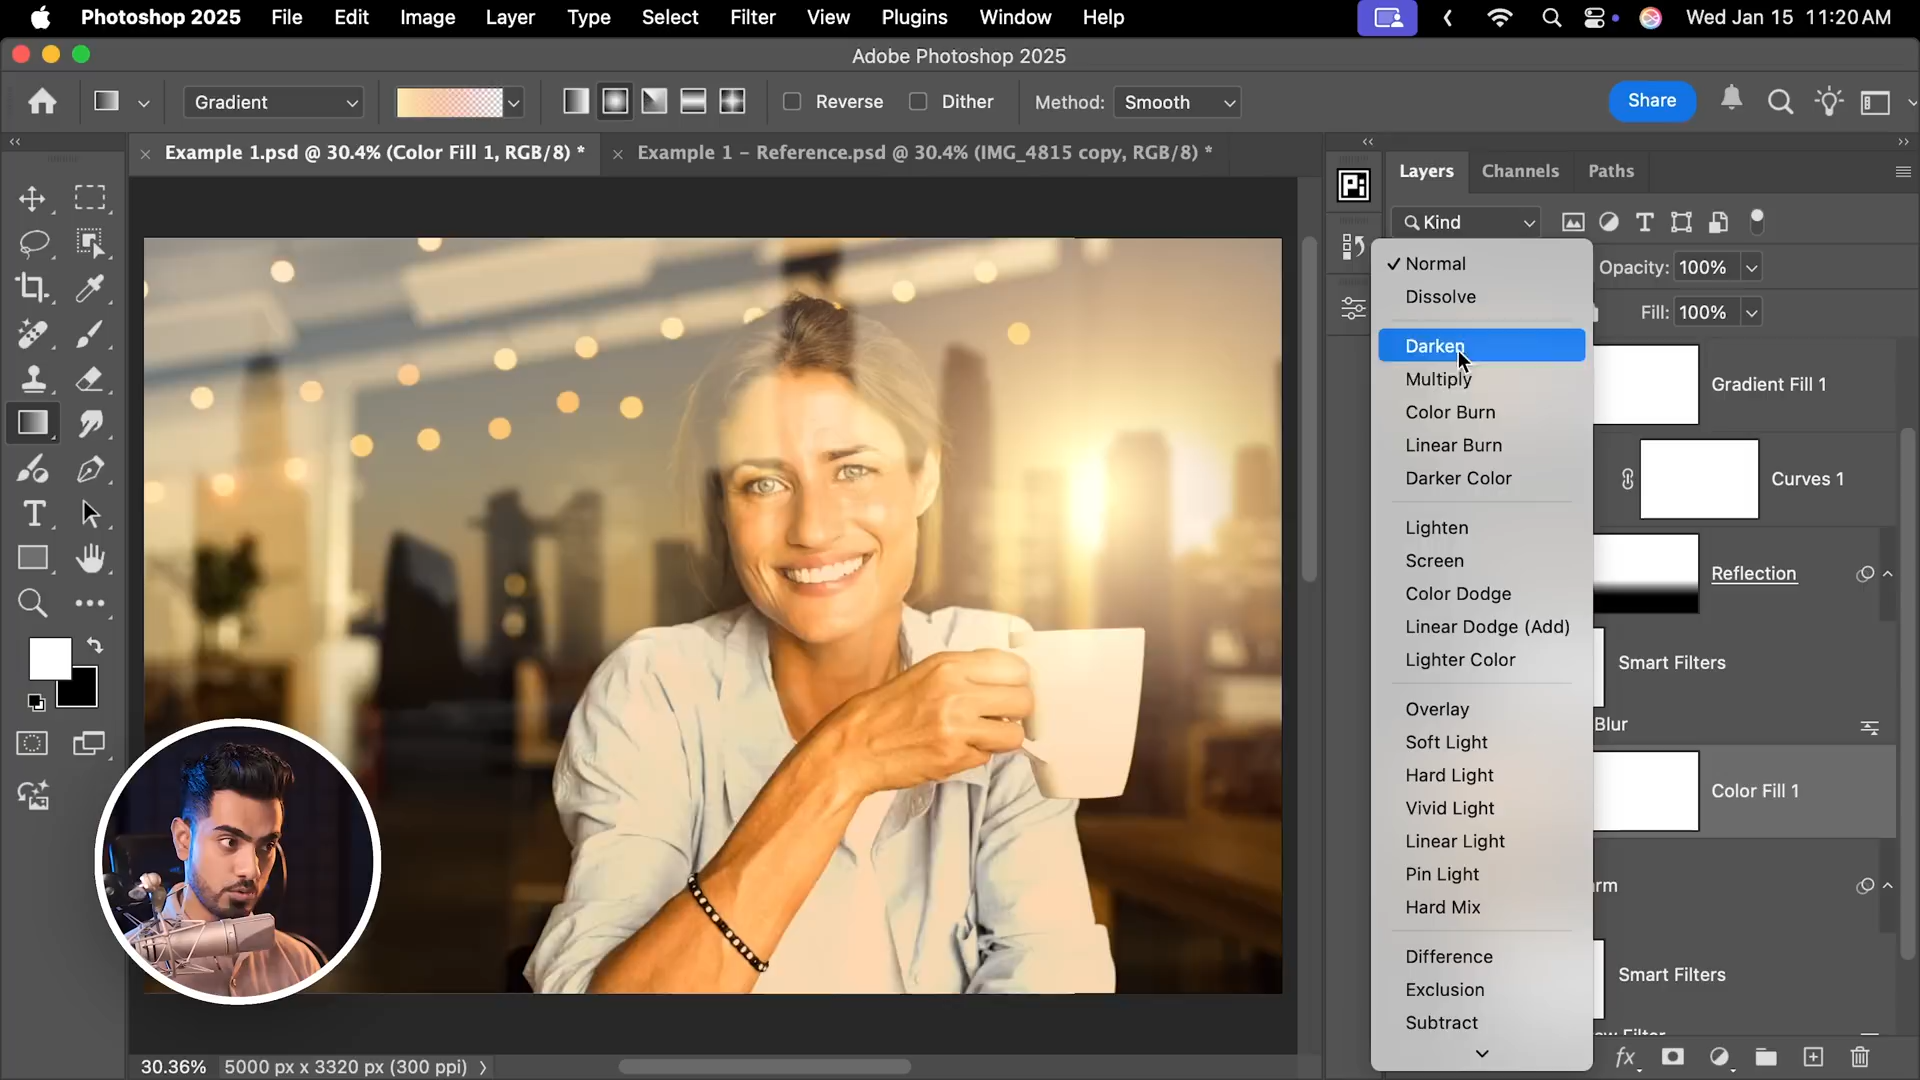 Photoshop 2025 File Edit Image Layer Type Select Filter View Plugins Window Help Wed Jan 15 11:20 AM
Adobe Photoshop 2025
Gradient Reverse Dither Method: Smooth Share
Example 1.psd @ 30.4% (Color Fill 1, RGB/8) * Example 1 – Reference.psd @ 30.4% (IMG_4815 copy, RGB/8) *
Layers Channels Paths
Kind
✓ Normal
Dissolve
Darken
Multiply
Color Burn
Linear Burn
Darker Color
Lighten
Screen
Color Dodge
Linear Dodge (Add)
Lighter Color
Overlay
Soft Light
Hard Light
Vivid Light
Linear Light
Pin Light
Hard Mix
Difference
Exclusion
Subtract
Opacity: 100%
Fill: 100%
Gradient Fill 1
Curves 1
Reflection
Smart Filters
Blur
Color Fill 1
rm
Smart Filters
Filter
fx
30.36% 5000 px x 3320 px (300 ppi)